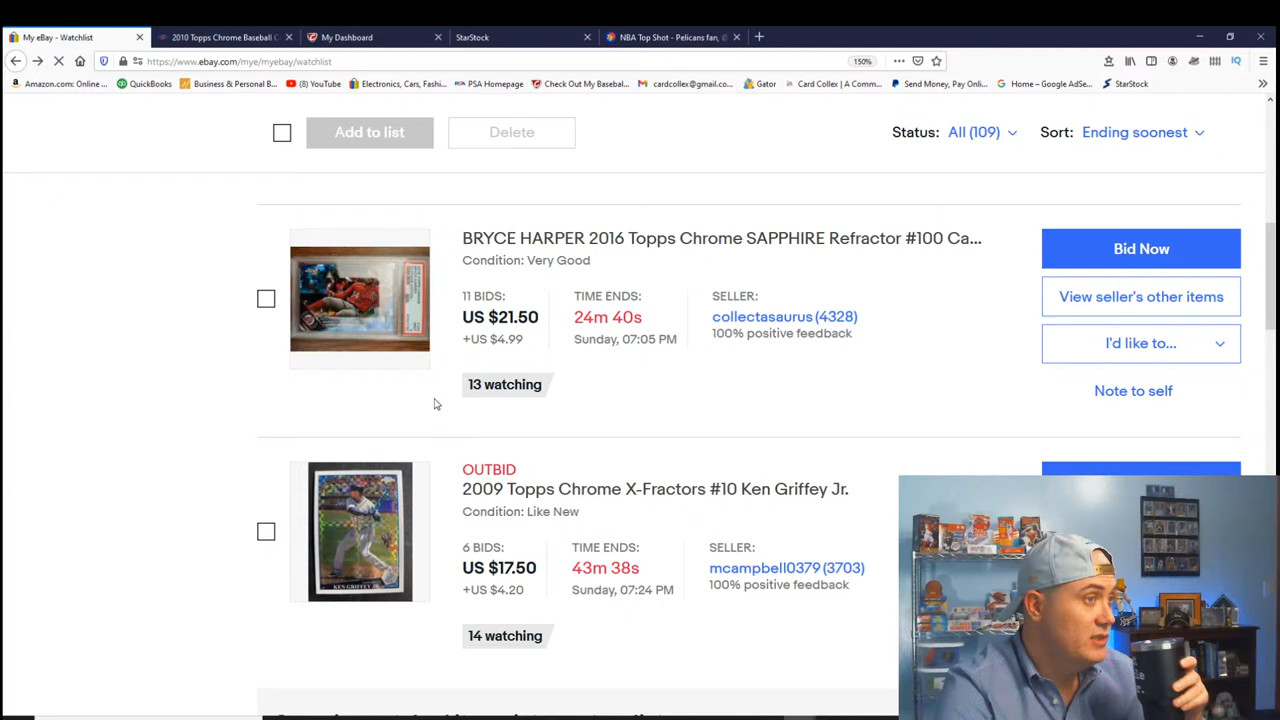 My eBay - Watchlist
2010 Topps Chrome Baseball C
My Dashboard
StarStock
NBA Top Shot - Pelicans fan,
https://www.ebay.com/mye/myebay/watchlist
150%
Amazon.com: Online ...
QuickBooks
Business & Personal B...
(8) YouTube
Electronics, Cars, Fashi...
PSA Homepage
Check Out My Basebal...
cardcollex@gmail.co...
Gator
Card Collex | A Comm...
Send Money, Pay Onli...
Home – Google AdSe...
StarStock
Add to list
Delete
Status: All (109)
Sort: Ending soonest
BRYCE HARPER 2016 Topps Chrome SAPPHIRE Refractor #100 Ca...
Condition: Very Good
11 BIDS:
US $21.50
+US $4.99
TIME ENDS:
24m 40s
Sunday, 07:05 PM
SELLER:
collectasaurus (4328)
100% positive feedback
13 watching
Bid Now
View seller's other items
I'd like to...
Note to self
OUTBID
2009 Topps Chrome X-Fractors #10 Ken Griffey Jr.
Condition: Like New
6 BIDS:
US $17.50
+US $4.20
TIME ENDS:
43m 38s
Sunday, 07:24 PM
SELLER:
mcampbell0379 (3703)
100% positive feedback
14 watching
KEN GRIFFEY JR.